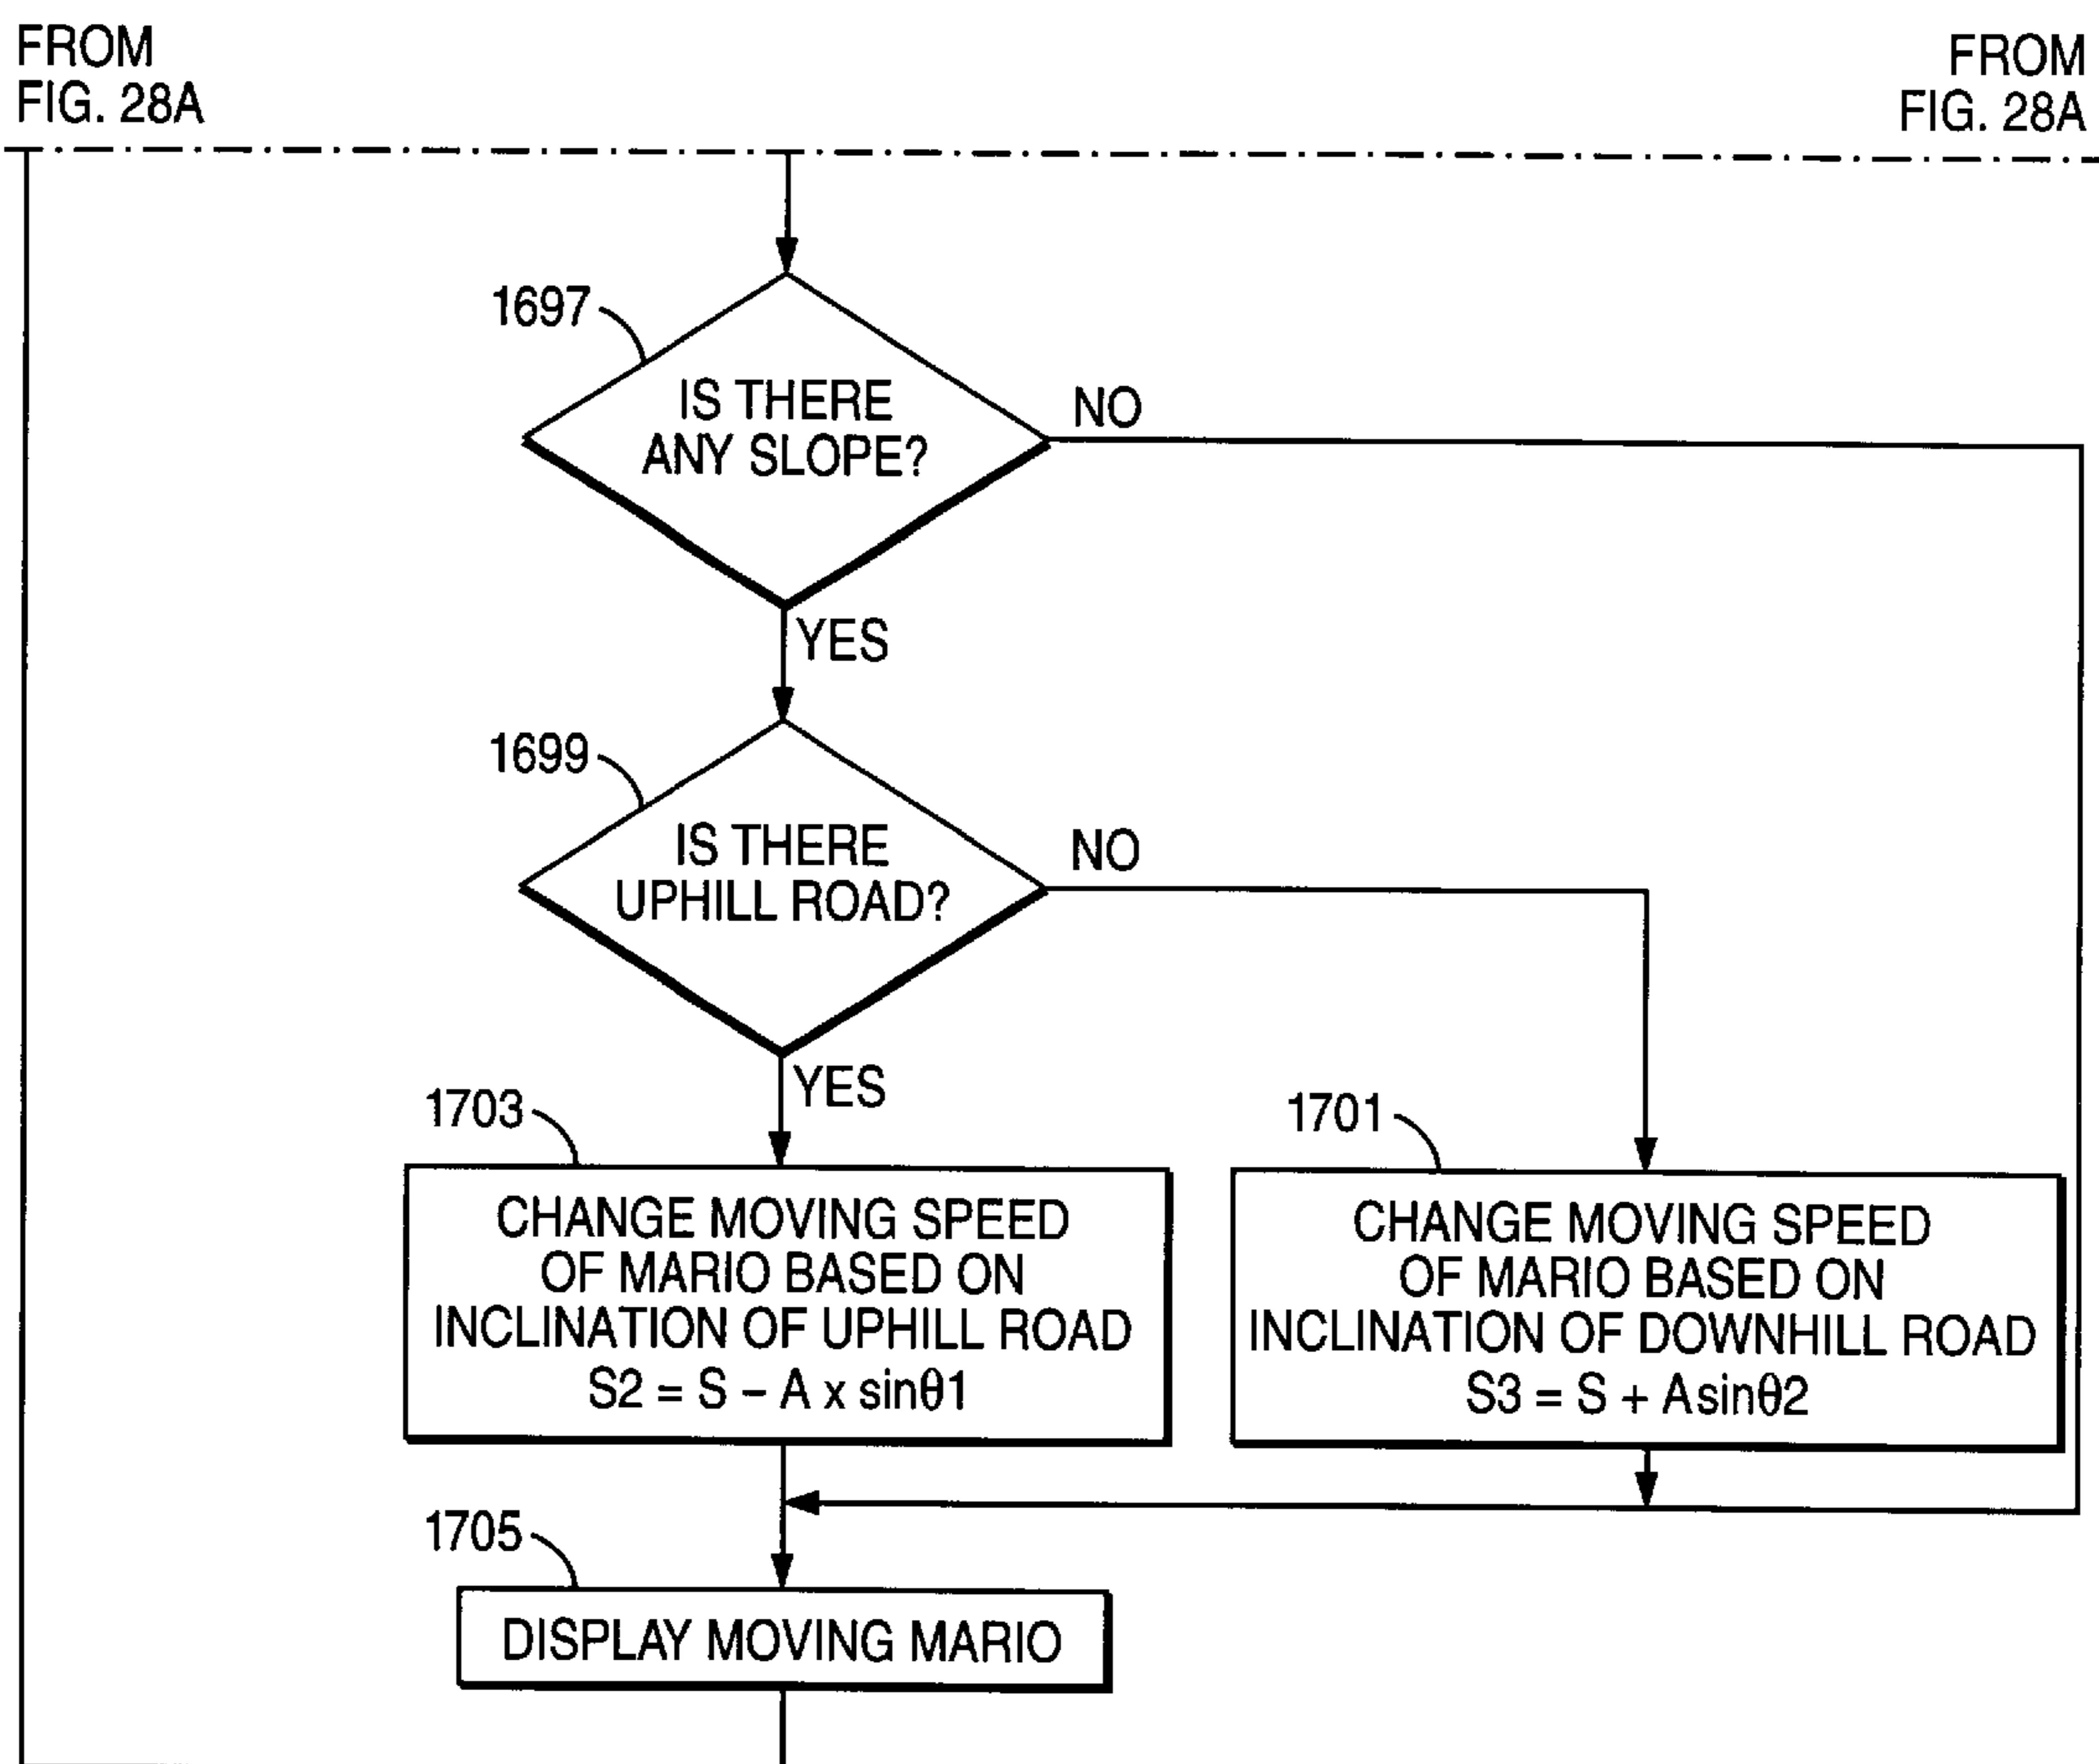 FROM
FIG. 28A
FROM
FIG. 28A
1697
IS THERE
ANY SLOPE?
NO
YES
1699
IS THERE
UPHILL ROAD?
NO
YES
1703
CHANGE MOVING SPEED
OF MARIO BASED ON
INCLINATION OF UPHILL ROAD
S2 = S – A x sinθ1
1701
CHANGE MOVING SPEED
OF MARIO BASED ON
INCLINATION OF DOWNHILL ROAD
S3 = S + Asinθ2
1705
DISPLAY MOVING MARIO